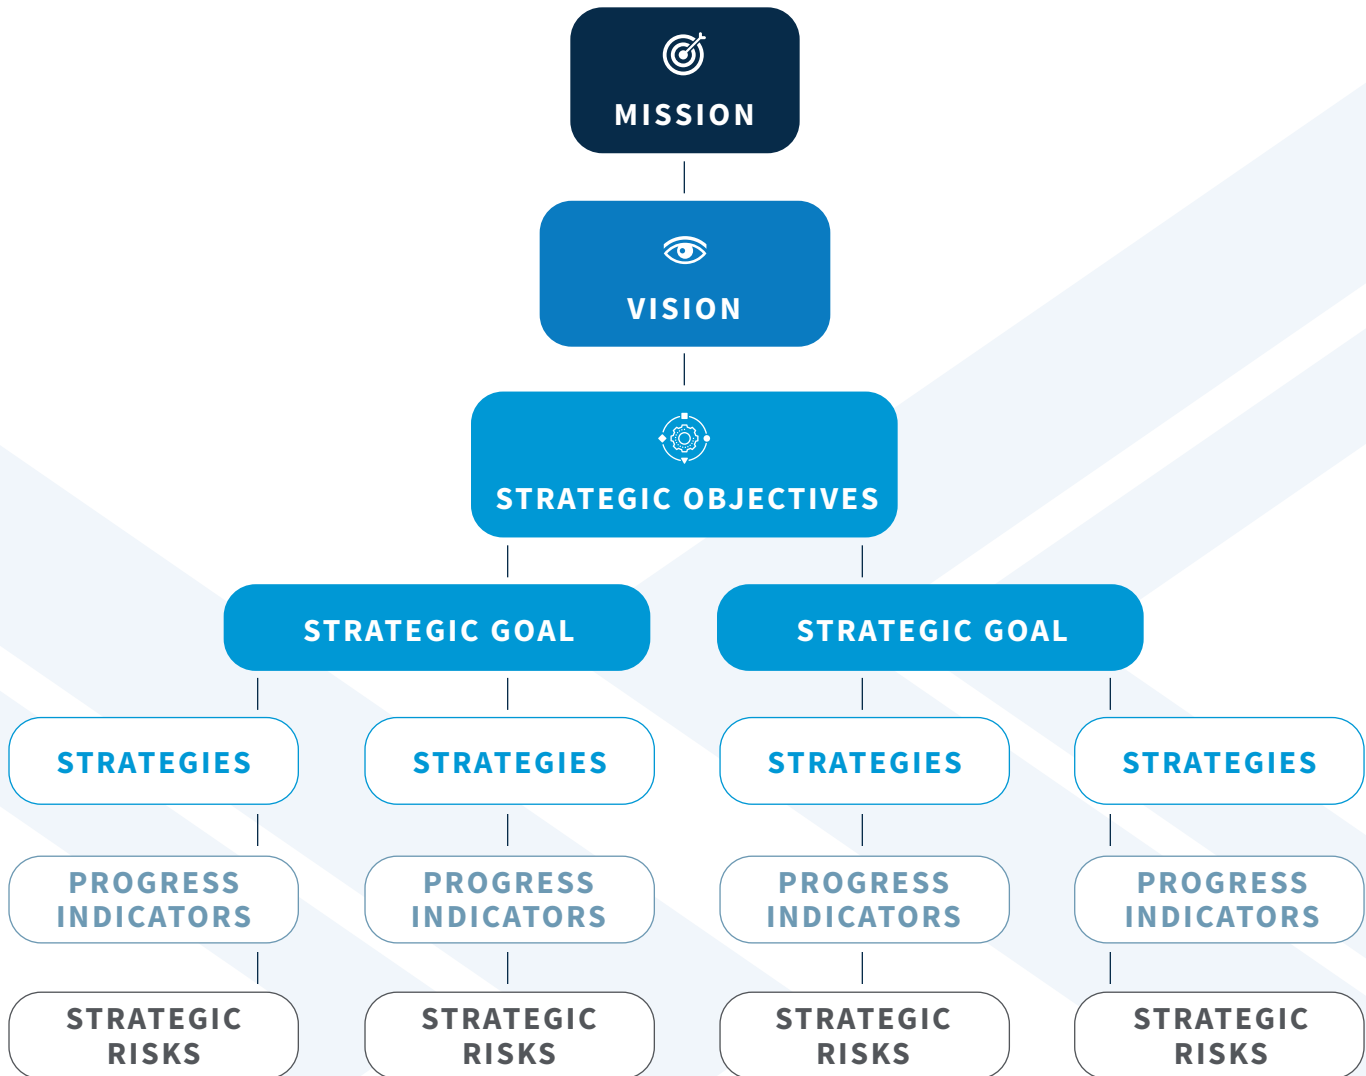 MISSION
VISION
STRATEGIC OBJECTIVES
STRATEGIC GOAL
STRATEGIC GOAL
STRATEGIES
STRATEGIES
STRATEGIES
STRATEGIES
PROGRESS
INDICATORS
PROGRESS
INDICATORS
PROGRESS
INDICATORS
PROGRESS
INDICATORS
STRATEGIC
RISKS
STRATEGIC
RISKS
STRATEGIC
RISKS
STRATEGIC
RISKS